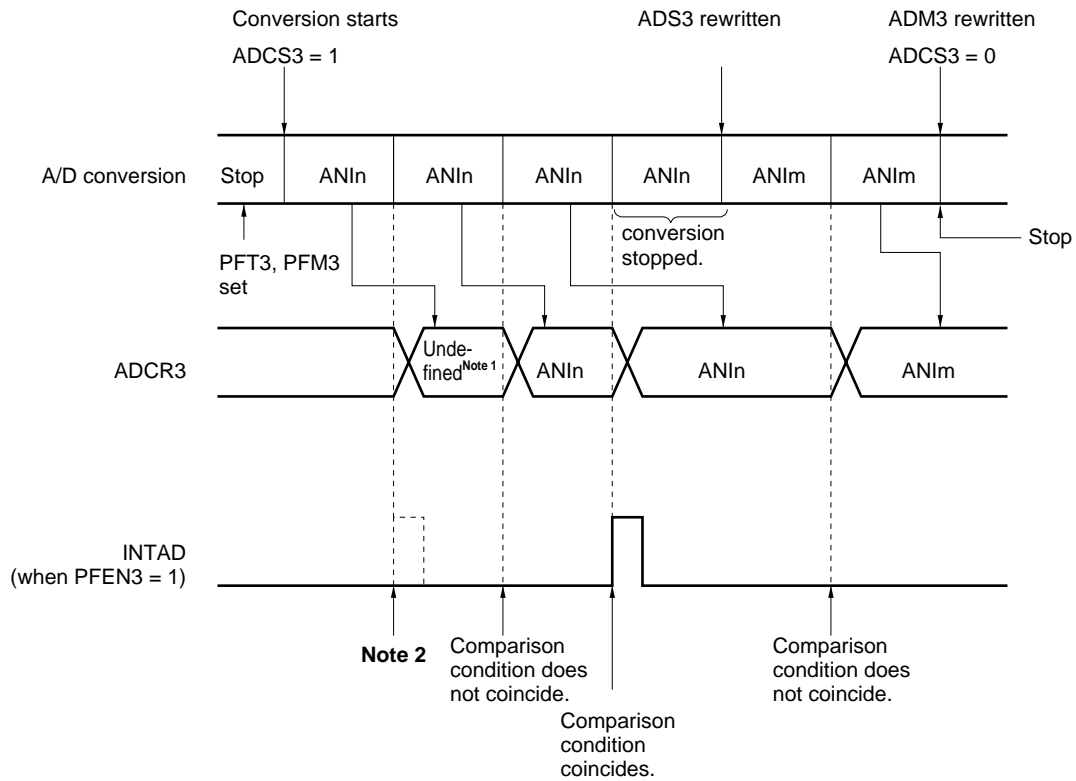 Conversion starts
ADCS3 = 1
ADS3 rewritten
ADM3 rewritten
ADCS3 = 0
A/D conversion
Stop
ANIn
ANIn
ANIn
ANIn
ANIm
ANIm
PFT3, PFM3
set
conversion
stopped.
Stop
ADCR3
Unde-
fined Note 1
ANIn
ANIn
ANIm
INTAD
(when PFEN3 = 1)
Note 2
Comparison
condition does
not coincide.
Comparison
condition
coincides.
Comparison
condition does
not coincide.